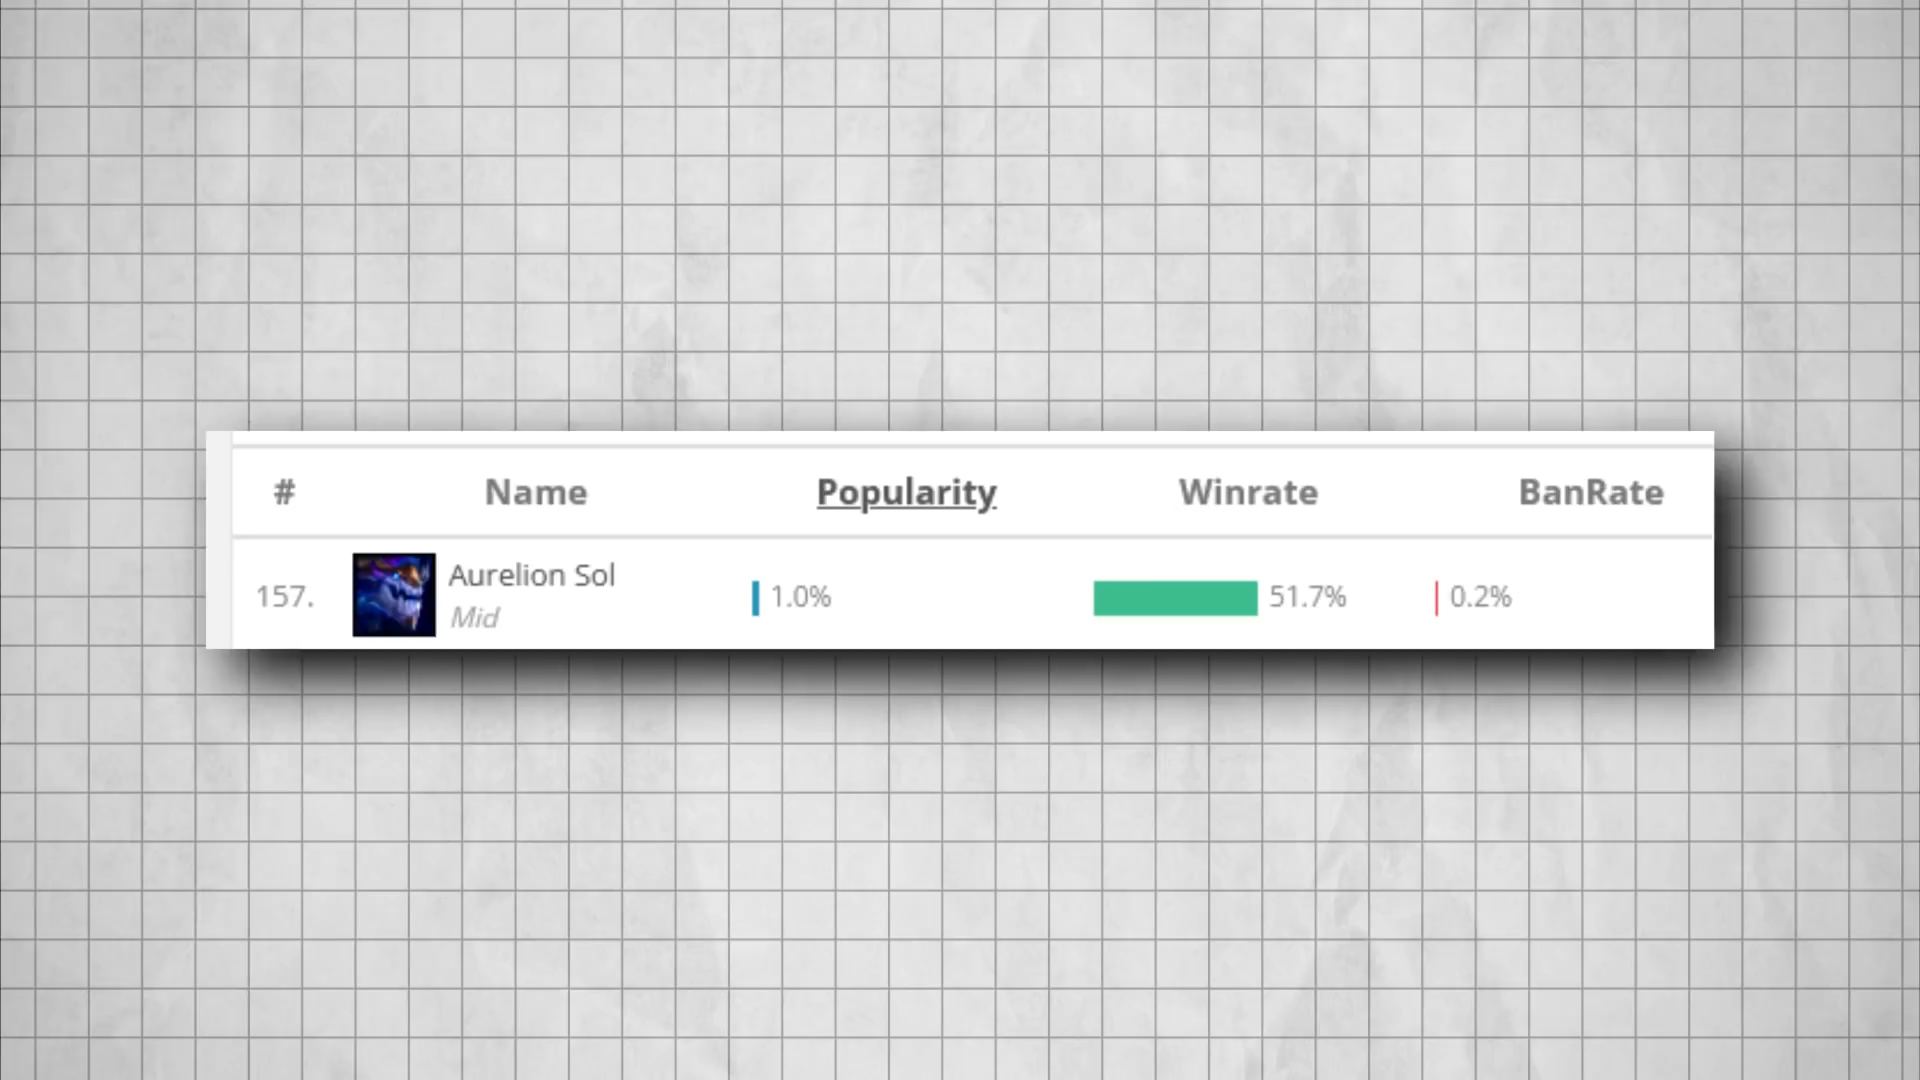 # Name Popularity Winrate BanRate
157. Aurelion Sol 1.0% 51.7% 0.2%
Mid